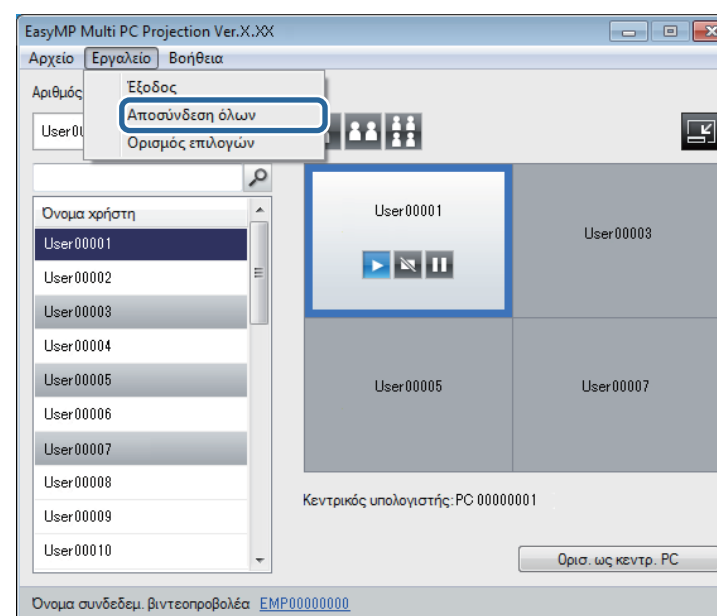 EasyMP Multi PC Projection Ver.X.XX
Αρχείο Εργαλείο Βοήθεια
Αριθμός
Έξοδος
Αποσύνδεση όλων
Ορισμός επιλογών
Όνομα χρήστη
User00001
User00002
User00003
User00004
User00005
User00006
User00007
User00008
User00009
User00010
User00001
User00003
User00005
User00007
Κεντρικός υπολογιστής:PC 00000001
Ορισ. ως κεντρ. PC
Όνομα συνδεδεμ. βιντεοπροβολέα EMP00000000